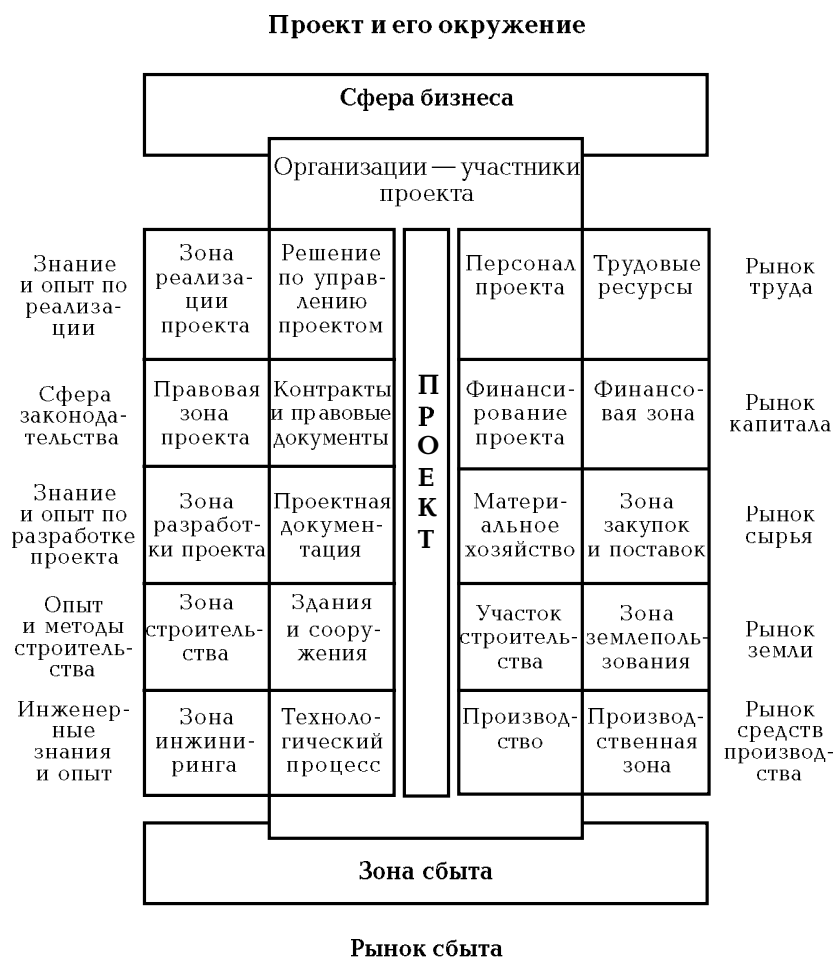 Проект и его окружение
Сфера бизнеса
Организации — участники
проекта
Знание
и опыт по
реализа-
ции
Зона
реализа-
ции
проекта
Решение
по управ-
лению
проектом
Персонал
проекта
Трудовые
ресурсы
Рынок
труда
Сфера
законода-
тельства
Правовая
зона
проекта
Контракты
и правовые
документы
Финанси-
рование
проекта
Финансо-
вая зона
Рынок
капитала
Знание
и опыт по
разработке
проекта
Зона
разработ-
ки проекта
Проектная
докумен-
тация
Матери-
альное
хозяйство
Зона
закупок
и поставок
Рынок
сырья
Опыт
и методы
строитель-
ства
Зона
строитель-
ства
Здания
и соору-
жения
Участок
строитель-
ства
Зона
землеполь-
зования
Рынок
земли
Инженер-
ные
знания
и опыт
Зона
инжини-
ринга
Техноло-
гический
процесс
Производ-
ство
Производ-
ственная
зона
Рынок
средств
производ-
ства
П
Р
О
Е
К
Т
Зона сбыта
Рынок сбыта